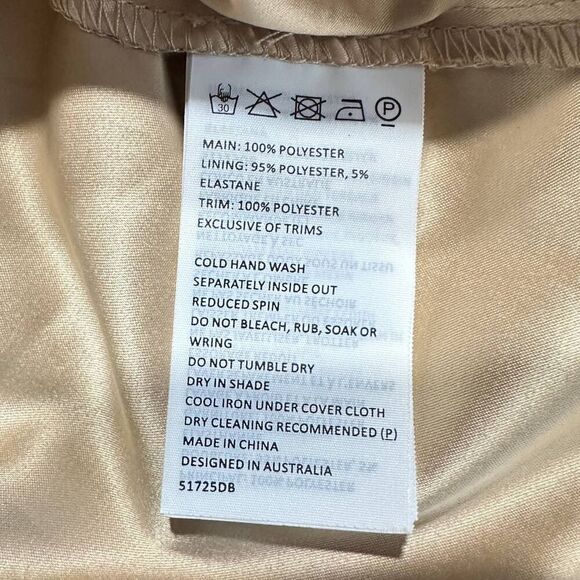 30 P
MAIN: 100% POLYESTER
LINING: 95% POLYESTER, 5%
ELASTANE
TRIM: 100% POLYESTER
EXCLUSIVE OF TRIMS
COLD HAND WASH
SEPARATELY INSIDE OUT
REDUCED SPIN
DO NOT BLEACH, RUB, SOAK OR
WRING
DO NOT TUMBLE DRY
DRY IN SHADE
COOL IRON UNDER COVER CLOTH
DRY CLEANING RECOMMENDED (P)
MADE IN CHINA
DESIGNED IN AUSTRALIA
51725DB